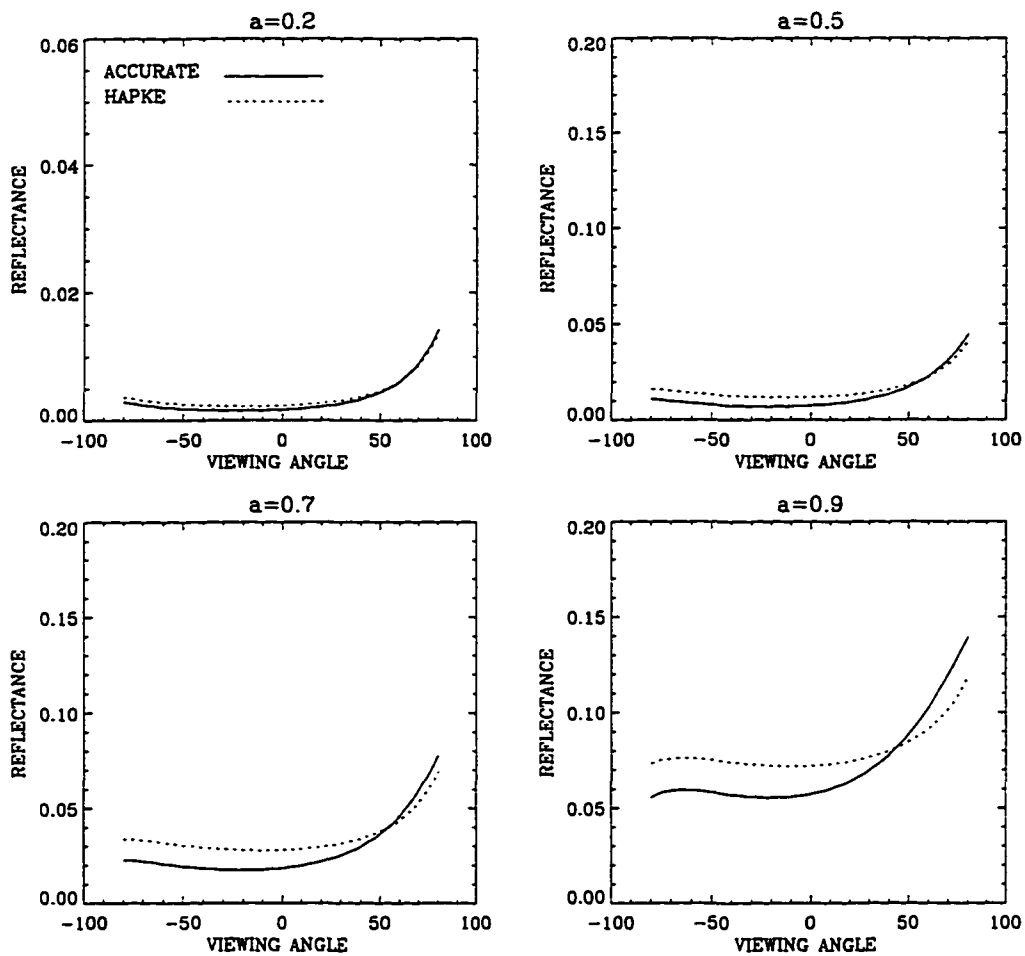 a=0.2
0.06
0.04
0.02
0.00
REFLECTANCE
ACCURATE
HAPKE
-100 -50 0 50 100
VIEWING ANGLE
a=0.5
0.20
0.15
0.10
0.05
0.00
REFLECTANCE
-100 -50 0 50 100
VIEWING ANGLE
a=0.7
0.20
0.15
0.10
0.05
0.00
REFLECTANCE
-100 -50 0 50 100
VIEWING ANGLE
a=0.9
0.20
0.15
0.10
0.05
0.00
REFLECTANCE
-100 -50 0 50 100
VIEWING ANGLE